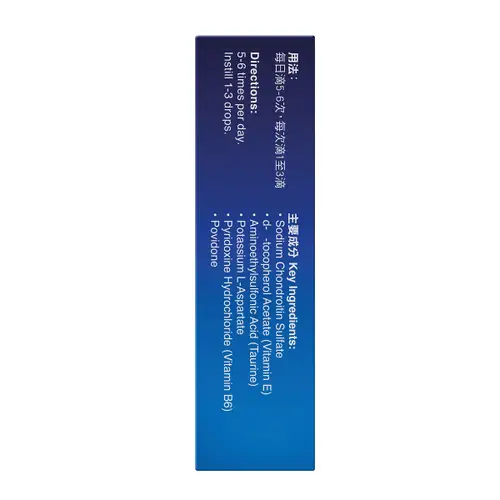 用法：
每日滴5-6次，每次滴1至3滴
Directions:
5-6 times per day.
Instill 1-3 drops.
主要成分 Key Ingredients:
• Sodium Chondroitin Sulfate
• d- -tocopherol Acetate (Vitamin E)
• Aminoethylsulfonic Acid (Taurine)
• Potassium L-Aspartate
• Pyridoxine Hydrochloride (Vitamin B6)
• Povidone